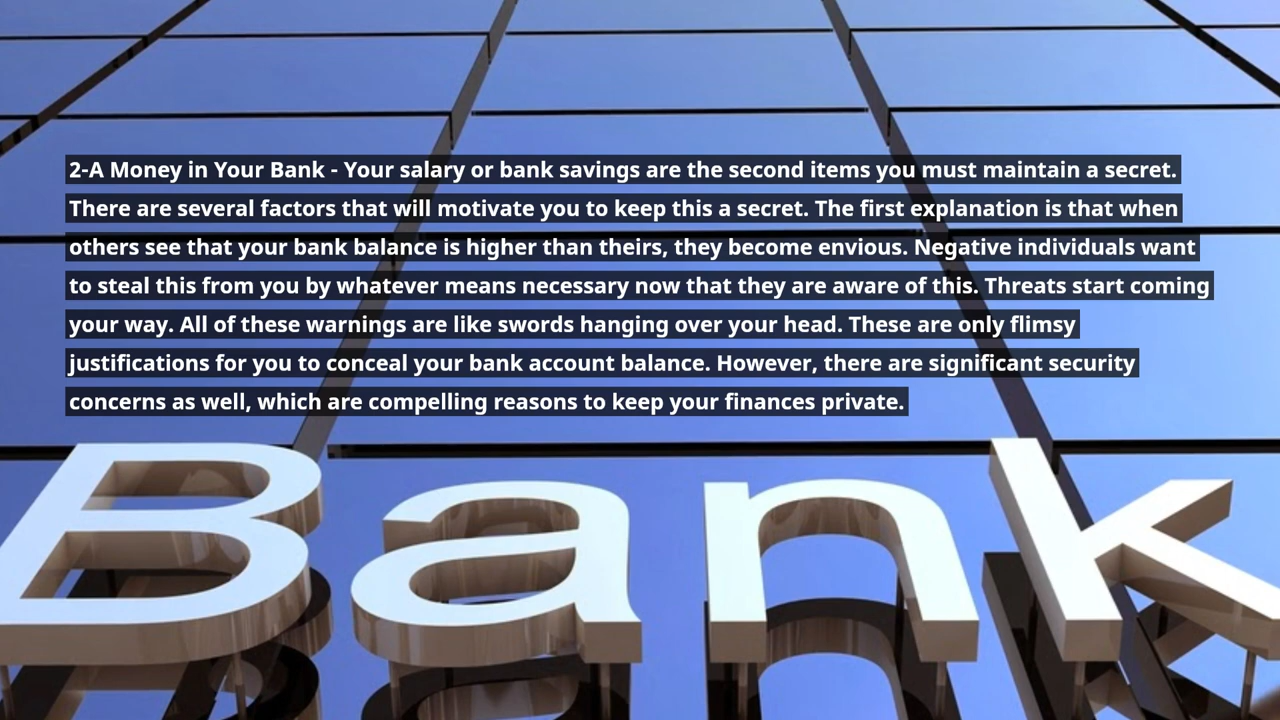 2-A Money in Your Bank - Your salary or bank savings are the second items you must maintain a secret.
There are several factors that will motivate you to keep this a secret. The first explanation is that when
others see that your bank balance is higher than theirs, they become envious. Negative individuals want
to steal this from you by whatever means necessary now that they are aware of this. Threats start coming
your way. All of these warnings are like swords hanging over your head. These are only flimsy
justifications for you to conceal your bank account balance. However, there are significant security
concerns as well, which are compelling reasons to keep your finances private.
Bank